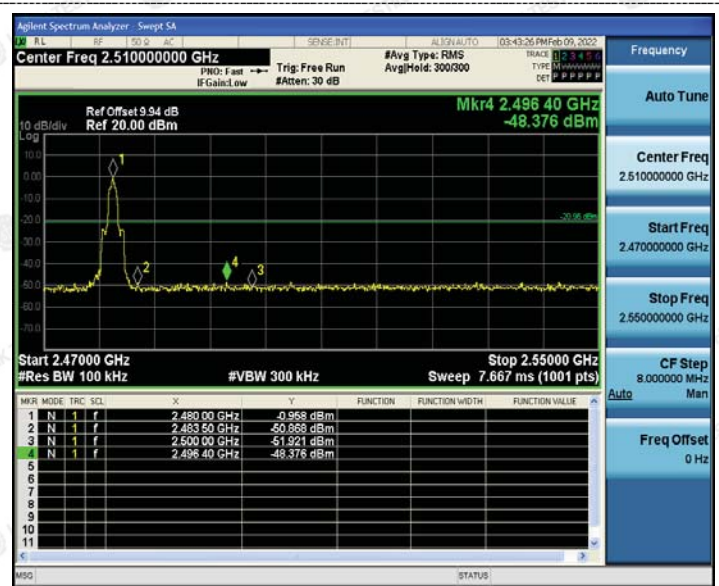 Agilent Spectrum Analyzer - Swept SA
RL RF 50 Ω AC SENSE:INT ALIGN AUTO 03:43:26 PM Feb 09, 2022
Center Freq 2.510000000 GHz
PNO: Fast
IFGain:Low
Trig: Free Run
#Atten: 30 dB
#Avg Type: RMS
Avg|Hold: 300/300
TRACE 1 2 3 4 5 6
TYPE M W W W W W
DET P P P P P P
Ref Offset 9.94 dB
10 dB/div Ref 20.00 dBm
Log
Mkr4 2.496 40 GHz
-48.376 dBm
10.0
0.00
-10.0
-20.0
-30.0
-40.0
-50.0
-60.0
-70.0
1
2
4
3
-20.96 dBm
Start 2.47000 GHz Stop 2.55000 GHz
#Res BW 100 kHz #VBW 300 kHz Sweep 7.667 ms (1001 pts)
MKR MODE TRC SCL X Y FUNCTION FUNCTION WIDTH FUNCTION VALUE
1 N 1 f 2.480 00 GHz -0.958 dBm
2 N 1 f 2.483 50 GHz -50.868 dBm
3 N 1 f 2.500 00 GHz -51.921 dBm
4 N 1 f 2.496 40 GHz -48.376 dBm
5
6
7
8
9
10
11
MSG STATUS
Frequency
Auto Tune
Center Freq
2.510000000 GHz
Start Freq
2.470000000 GHz
Stop Freq
2.550000000 GHz
CF Step
8.000000 MHz
Auto Man
Freq Offset
0 Hz